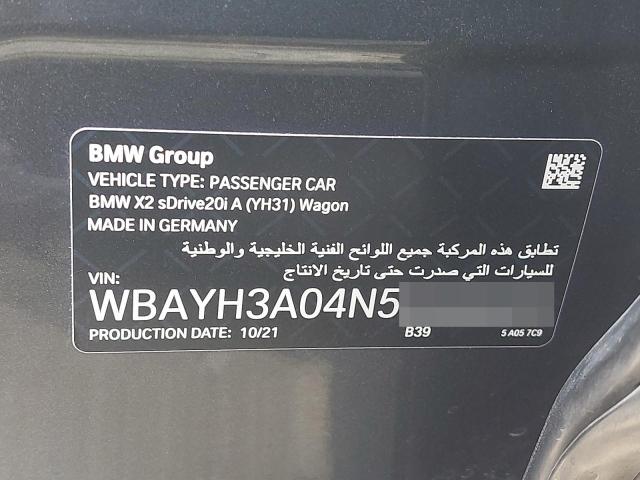 BMW Group
VEHICLE TYPE: PASSENGER CAR
BMW X2 sDrive20i A (YH31) Wagon
MADE IN GERMANY
تطابق هذه المركبة جميع اللوائح الفنية الخليجية والوطنية
للسيارات التي صدرت حتى تاريخ الانتاج
VIN:
WBAYH3A04N5
PRODUCTION DATE: 10/21 B39 5 A05 7C9